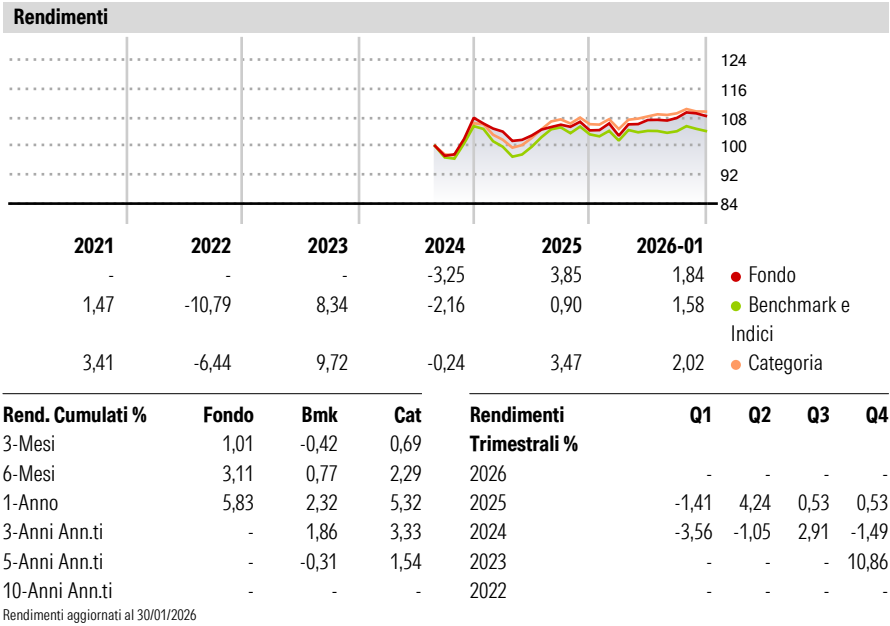 Rendimenti
124
116
108
100
92
84
2021 2022 2023 2024 2025 2026-01
- - - -3,25 3,85 1,84 Fondo
1,47 -10,79 8,34 -2,16 0,90 1,58 Benchmark e
Indici
3,41 -6,44 9,72 -0,24 3,47 2,02 Categoria
Rend. Cumulati % Fondo Bmk Cat
3-Mesi 1,01 -0,42 0,69
6-Mesi 3,11 0,77 2,29
1-Anno 5,83 2,32 5,32
3-Anni Ann.ti - 1,86 3,33
5-Anni Ann.ti - -0,31 1,54
10-Anni Ann.ti - - -
Rendimenti aggiornati al 30/01/2026
Rendimenti Q1 Q2 Q3 Q4
Trimestrali %
2026 - - - -
2025 -1,41 4,24 0,53 0,53
2024 -3,56 -1,05 2,91 -1,49
2023 - - - 10,86
2022 - - - -